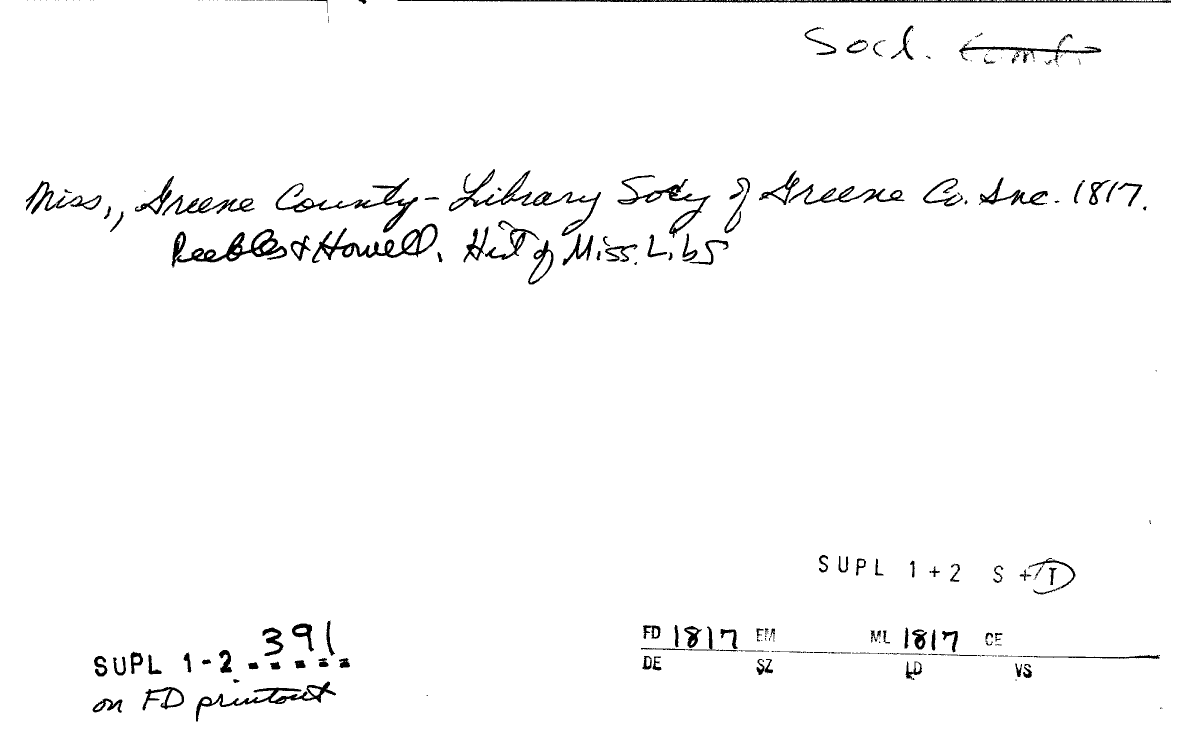 Socl.
Miss,, Greene County - Library Socy of Greene Co. Inc. 1817.
Peebles & Howell. Hist of Miss. Libs
SUPL 1+2 S + T
SUPL 1-2 391
on FD printout
FD 1817 EM ML 1817 CE
DE SZ LD VS